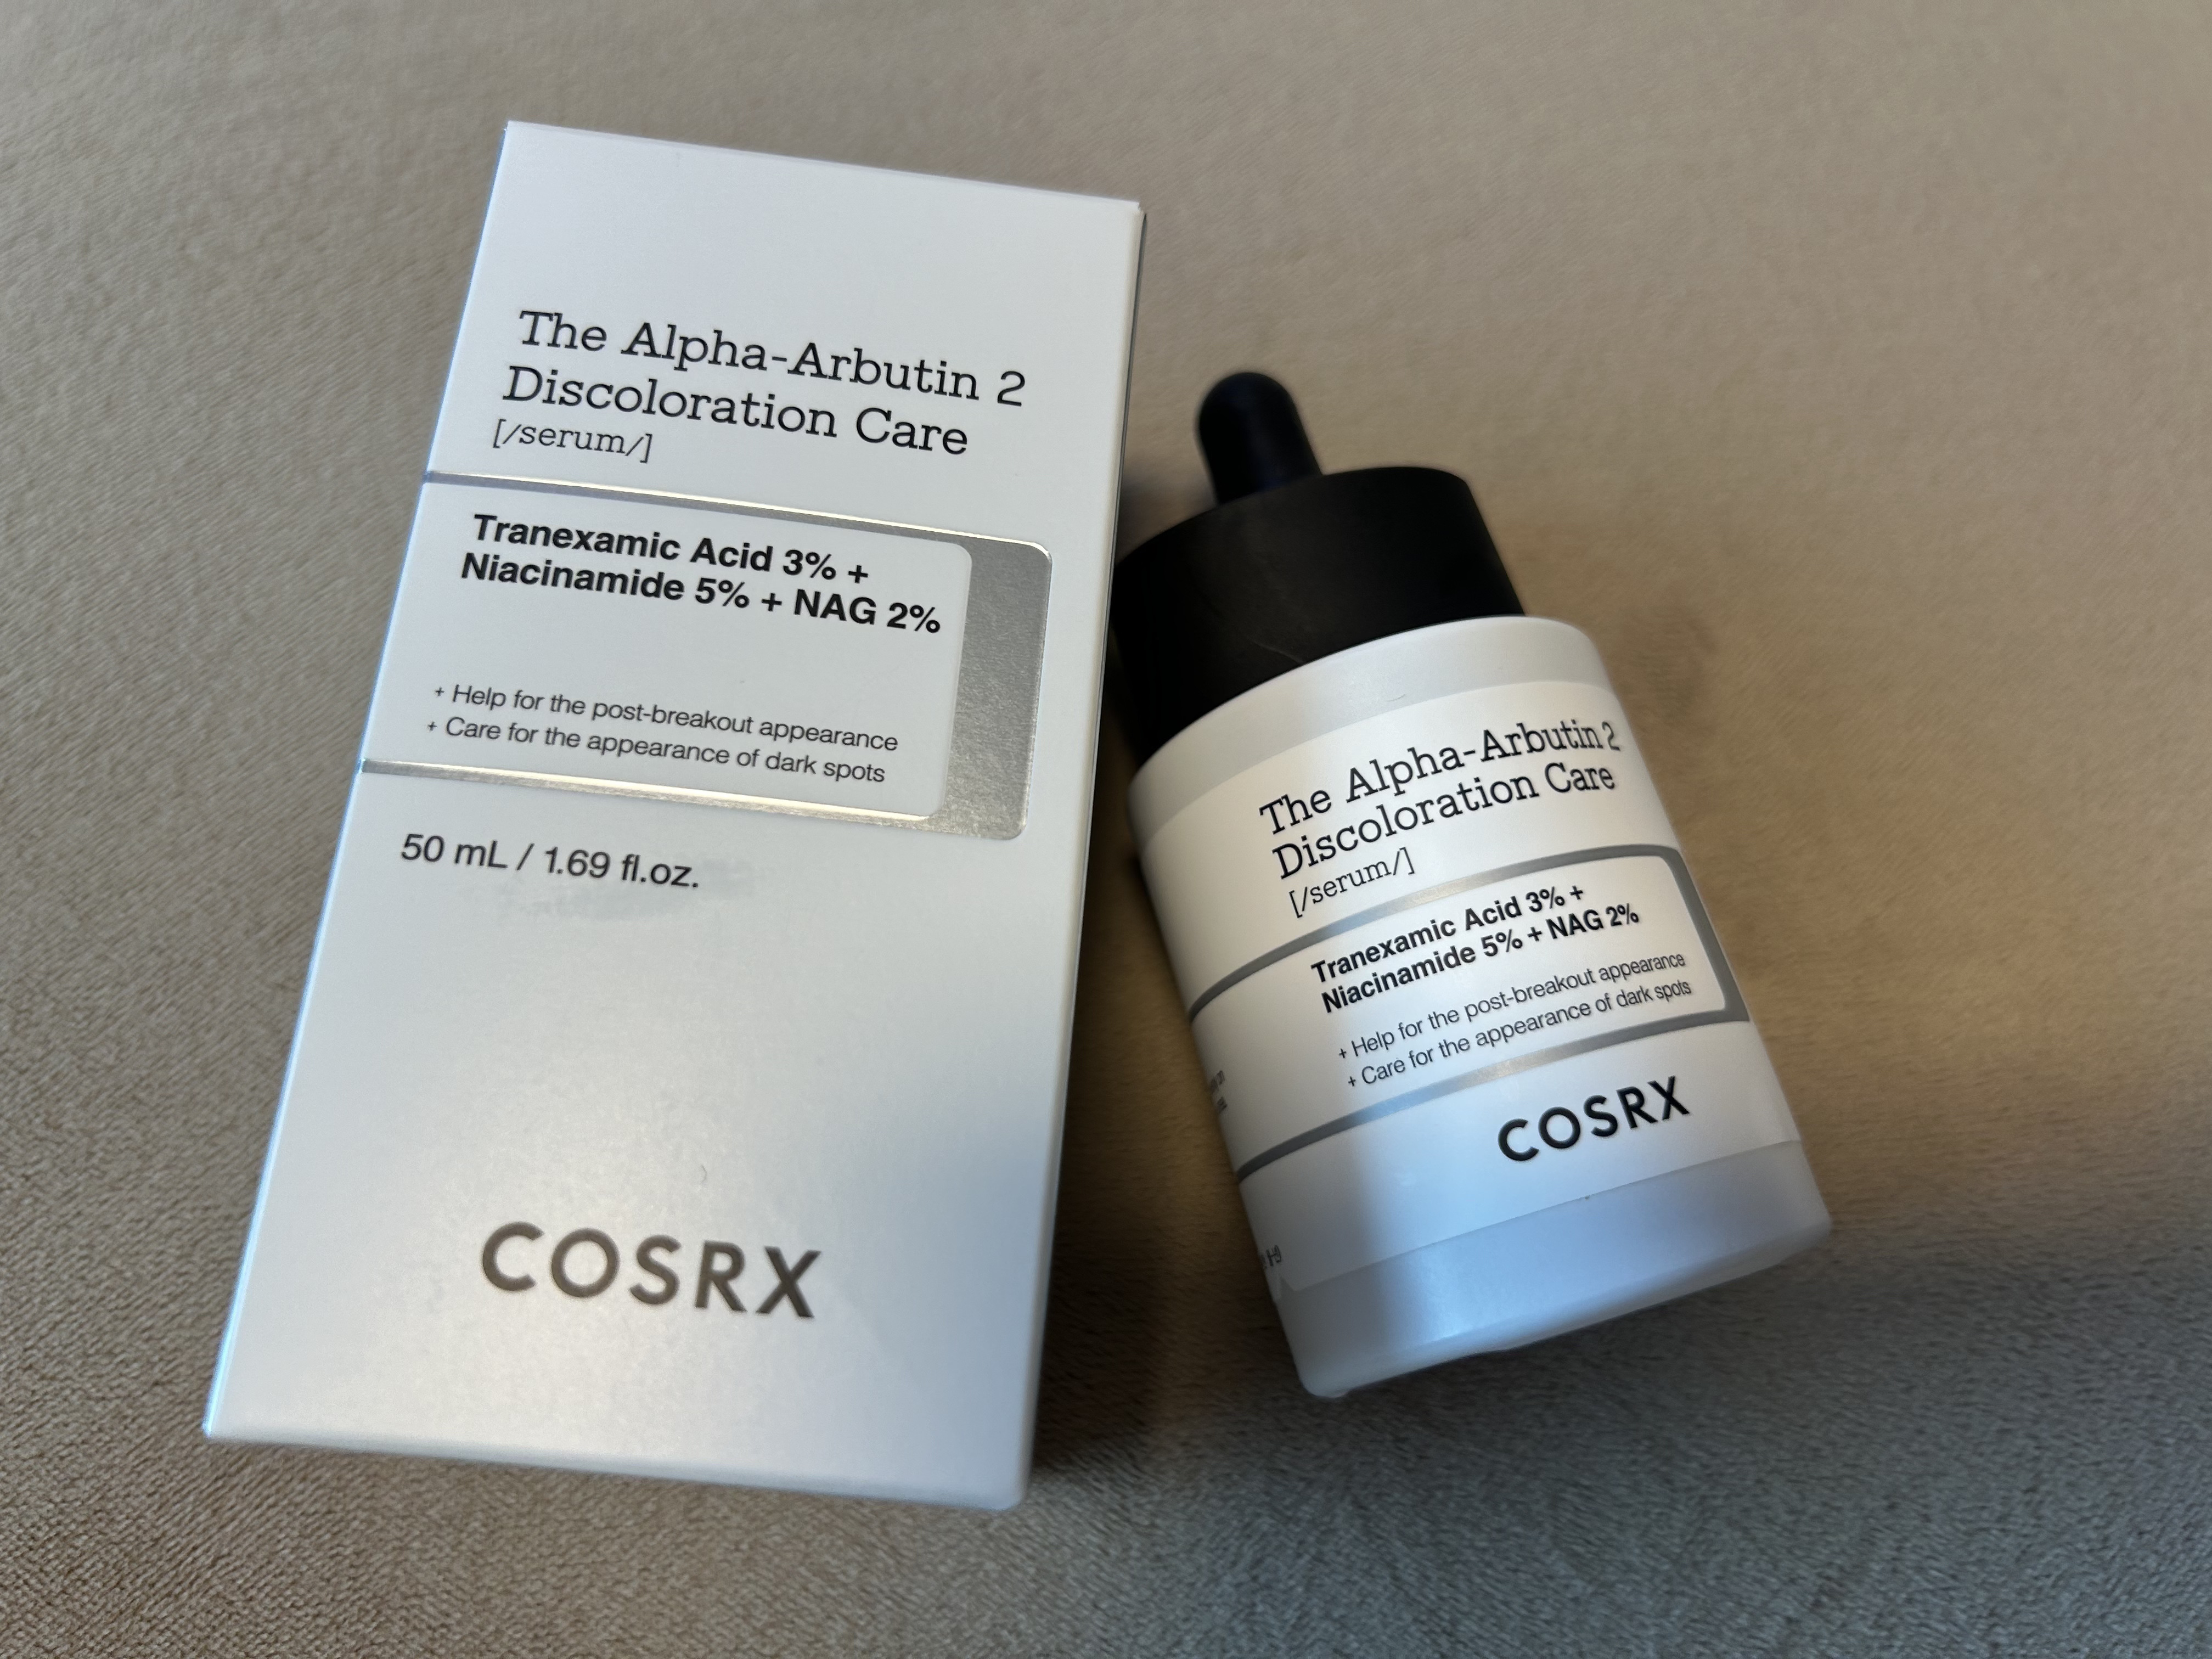 The Alpha-Arbutin 2
Discoloration Care
[/serum/]
Tranexamic Acid 3% +
Niacinamide 5% + NAG 2%
+ Help for the post-breakout appearance
+ Care for the appearance of dark spots
50 mL / 1.69 fl.oz.
COSRX
The Alpha-Arbutin 2
Discoloration Care
[/serum/]
Tranexamic Acid 3% +
Niacinamide 5% + NAG 2%
+ Help for the post-breakout appearance
+ Care for the appearance of dark spots
COSRX